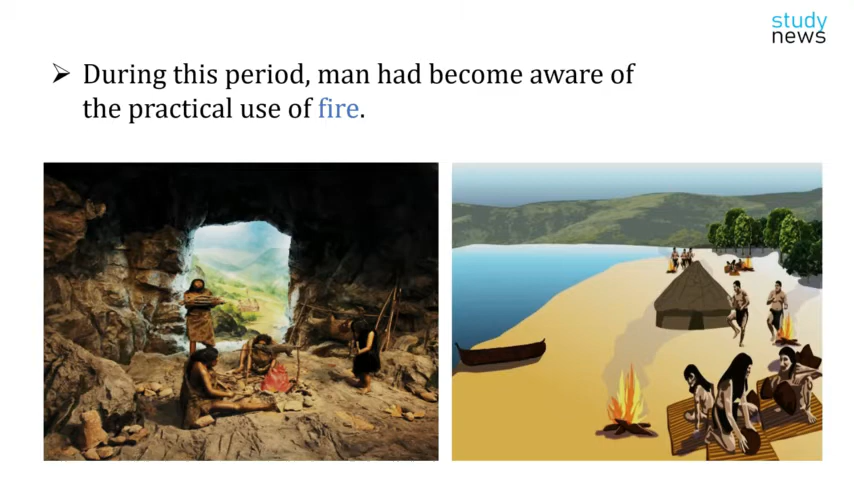 study
news
➢ During this period, man had become aware of
the practical use of fire.